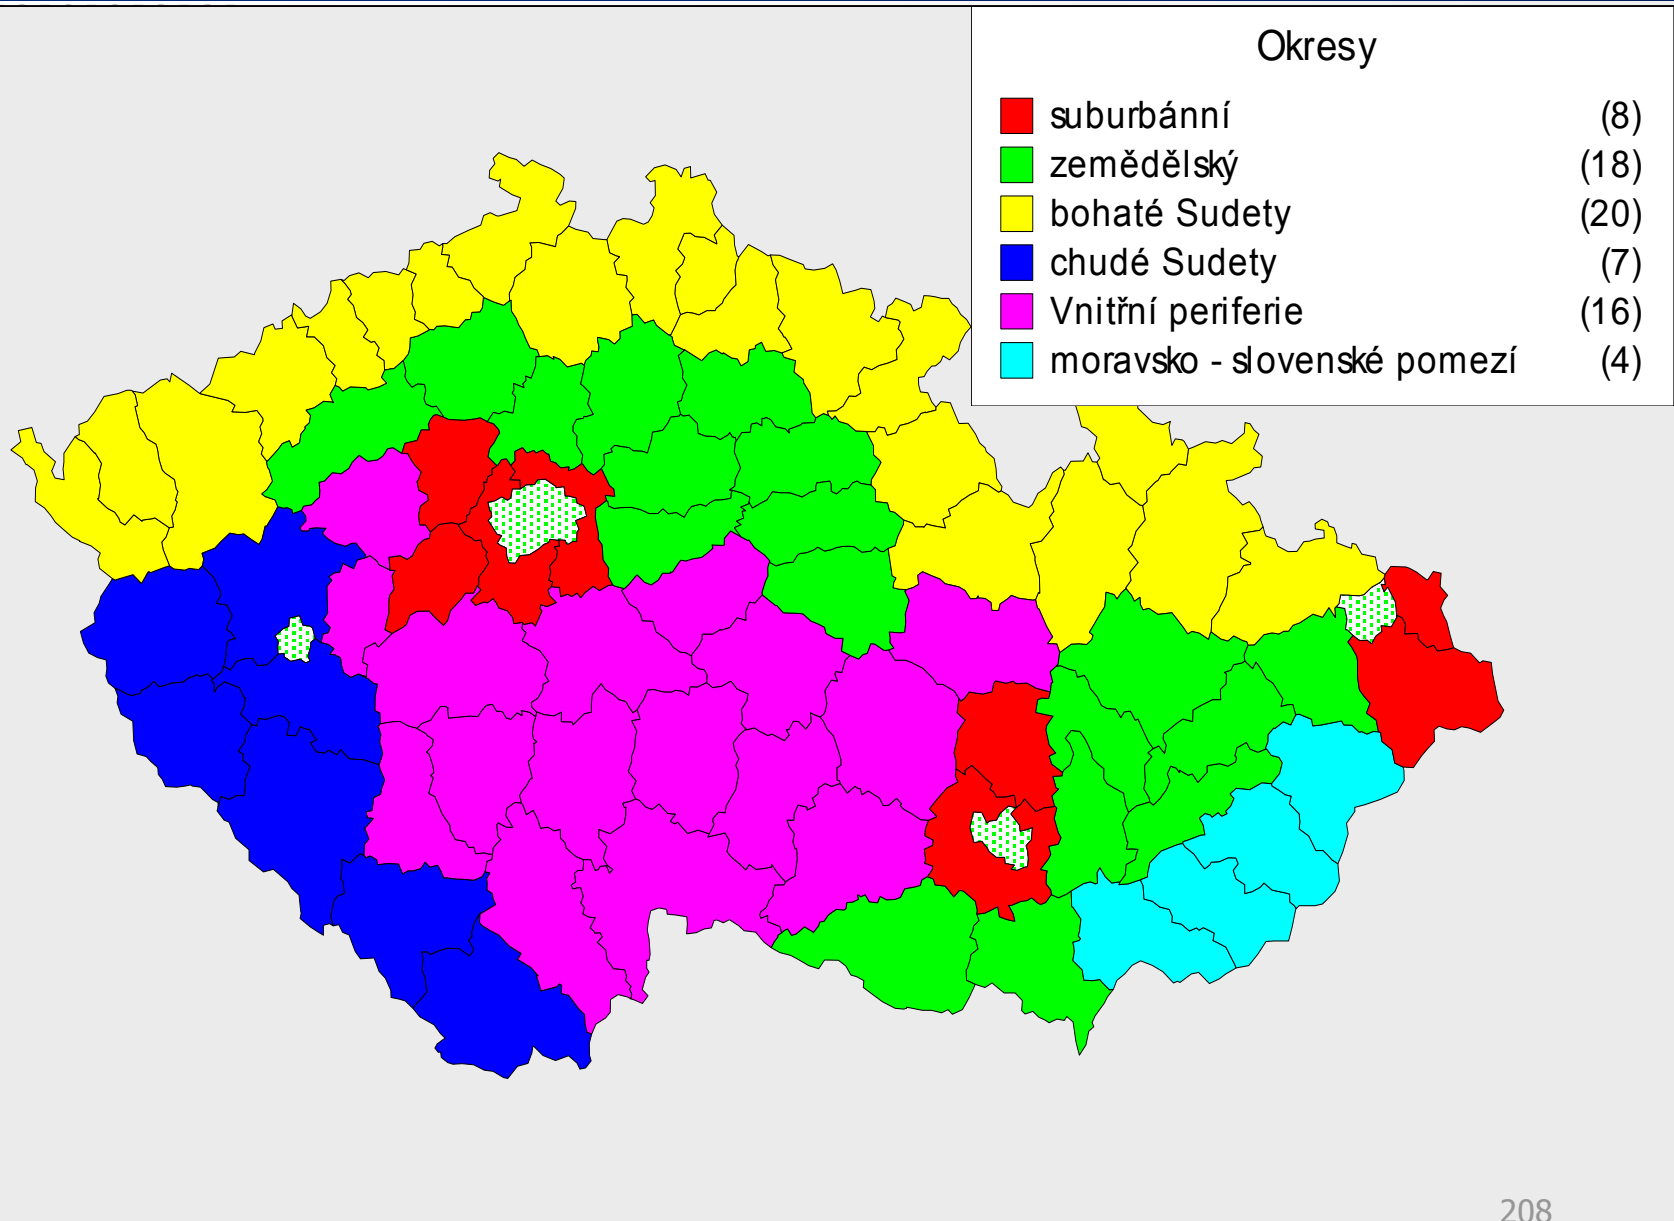 Okresy
suburbánní (8)
zemědělský (18)
bohaté Sudety (20)
chudé Sudety (7)
Vnitřní periferie (16)
moravsko - slovenské pomezí (4)
208